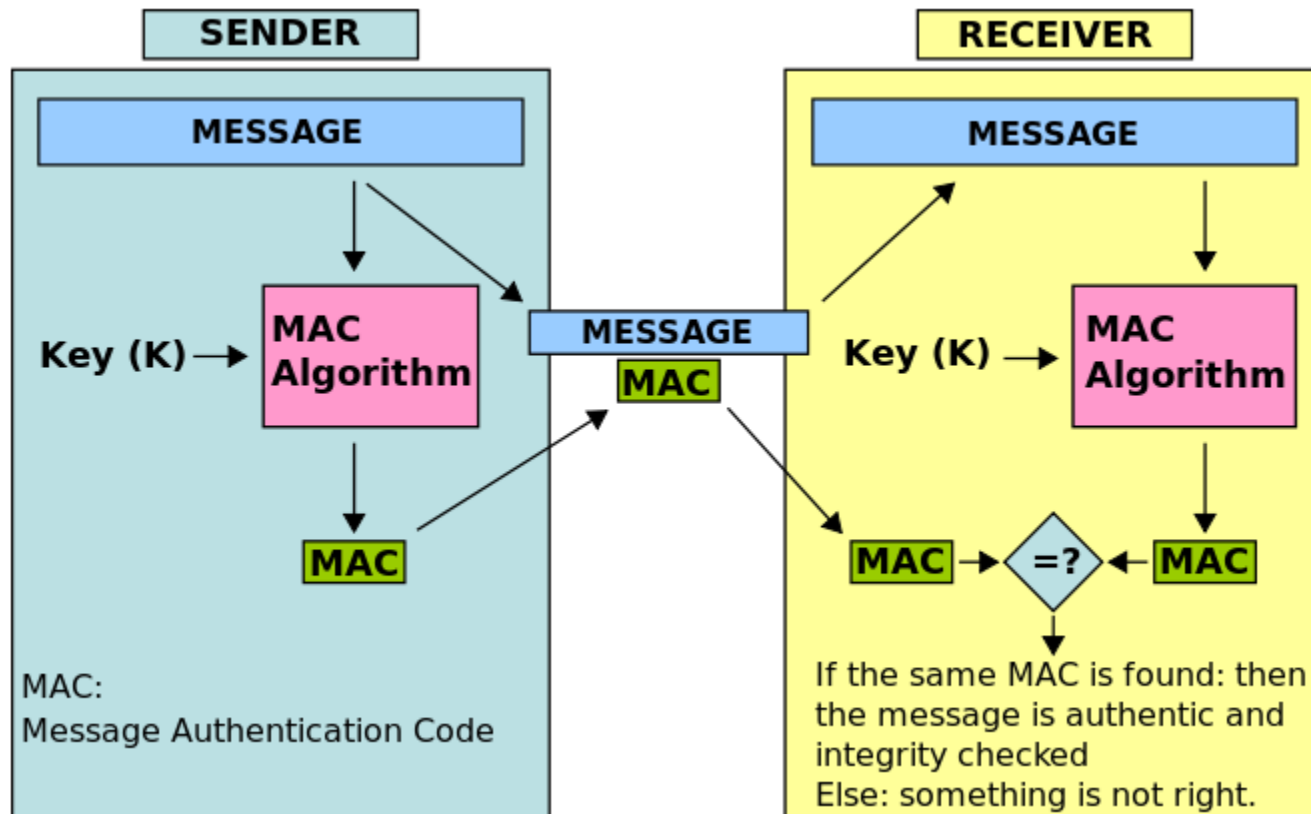 SENDER
RECEIVER
MESSAGE
MESSAGE
Key (K)
MAC
Algorithm
MESSAGE
MAC
Key (K)
MAC
Algorithm
MAC
MAC
=?
MAC
MAC:
Message Authentication Code
If the same MAC is found: then
the message is authentic and
integrity checked
Else: something is not right.